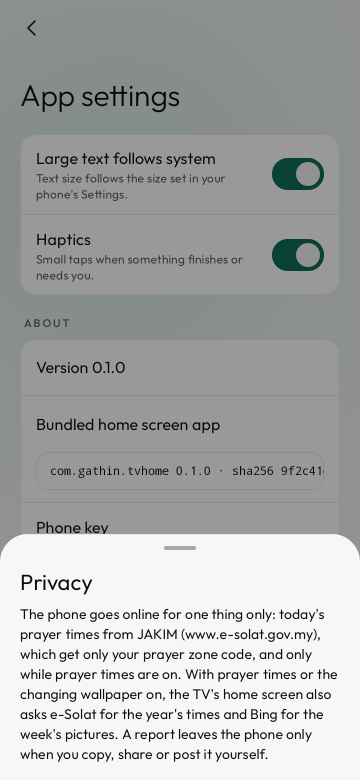 App settings
Large text follows system
Text size follows the size set in your
phone's Settings.
Haptics
Small taps when something finishes or
needs you.
ABOUT
Version 0.1.0
Bundled home screen app
com.gathin.tvhome 0.1.0 · sha256 9f2c41
Phone key
Privacy
The phone goes online for one thing only: today's
prayer times from JAKIM (www.e-solat.gov.my),
which get only your prayer zone code, and only
while prayer times are on. With prayer times or the
changing wallpaper on, the TV's home screen also
asks e-Solat for the year's times and Bing for the
week's pictures. A report leaves the phone only
when you copy, share or post it yourself.